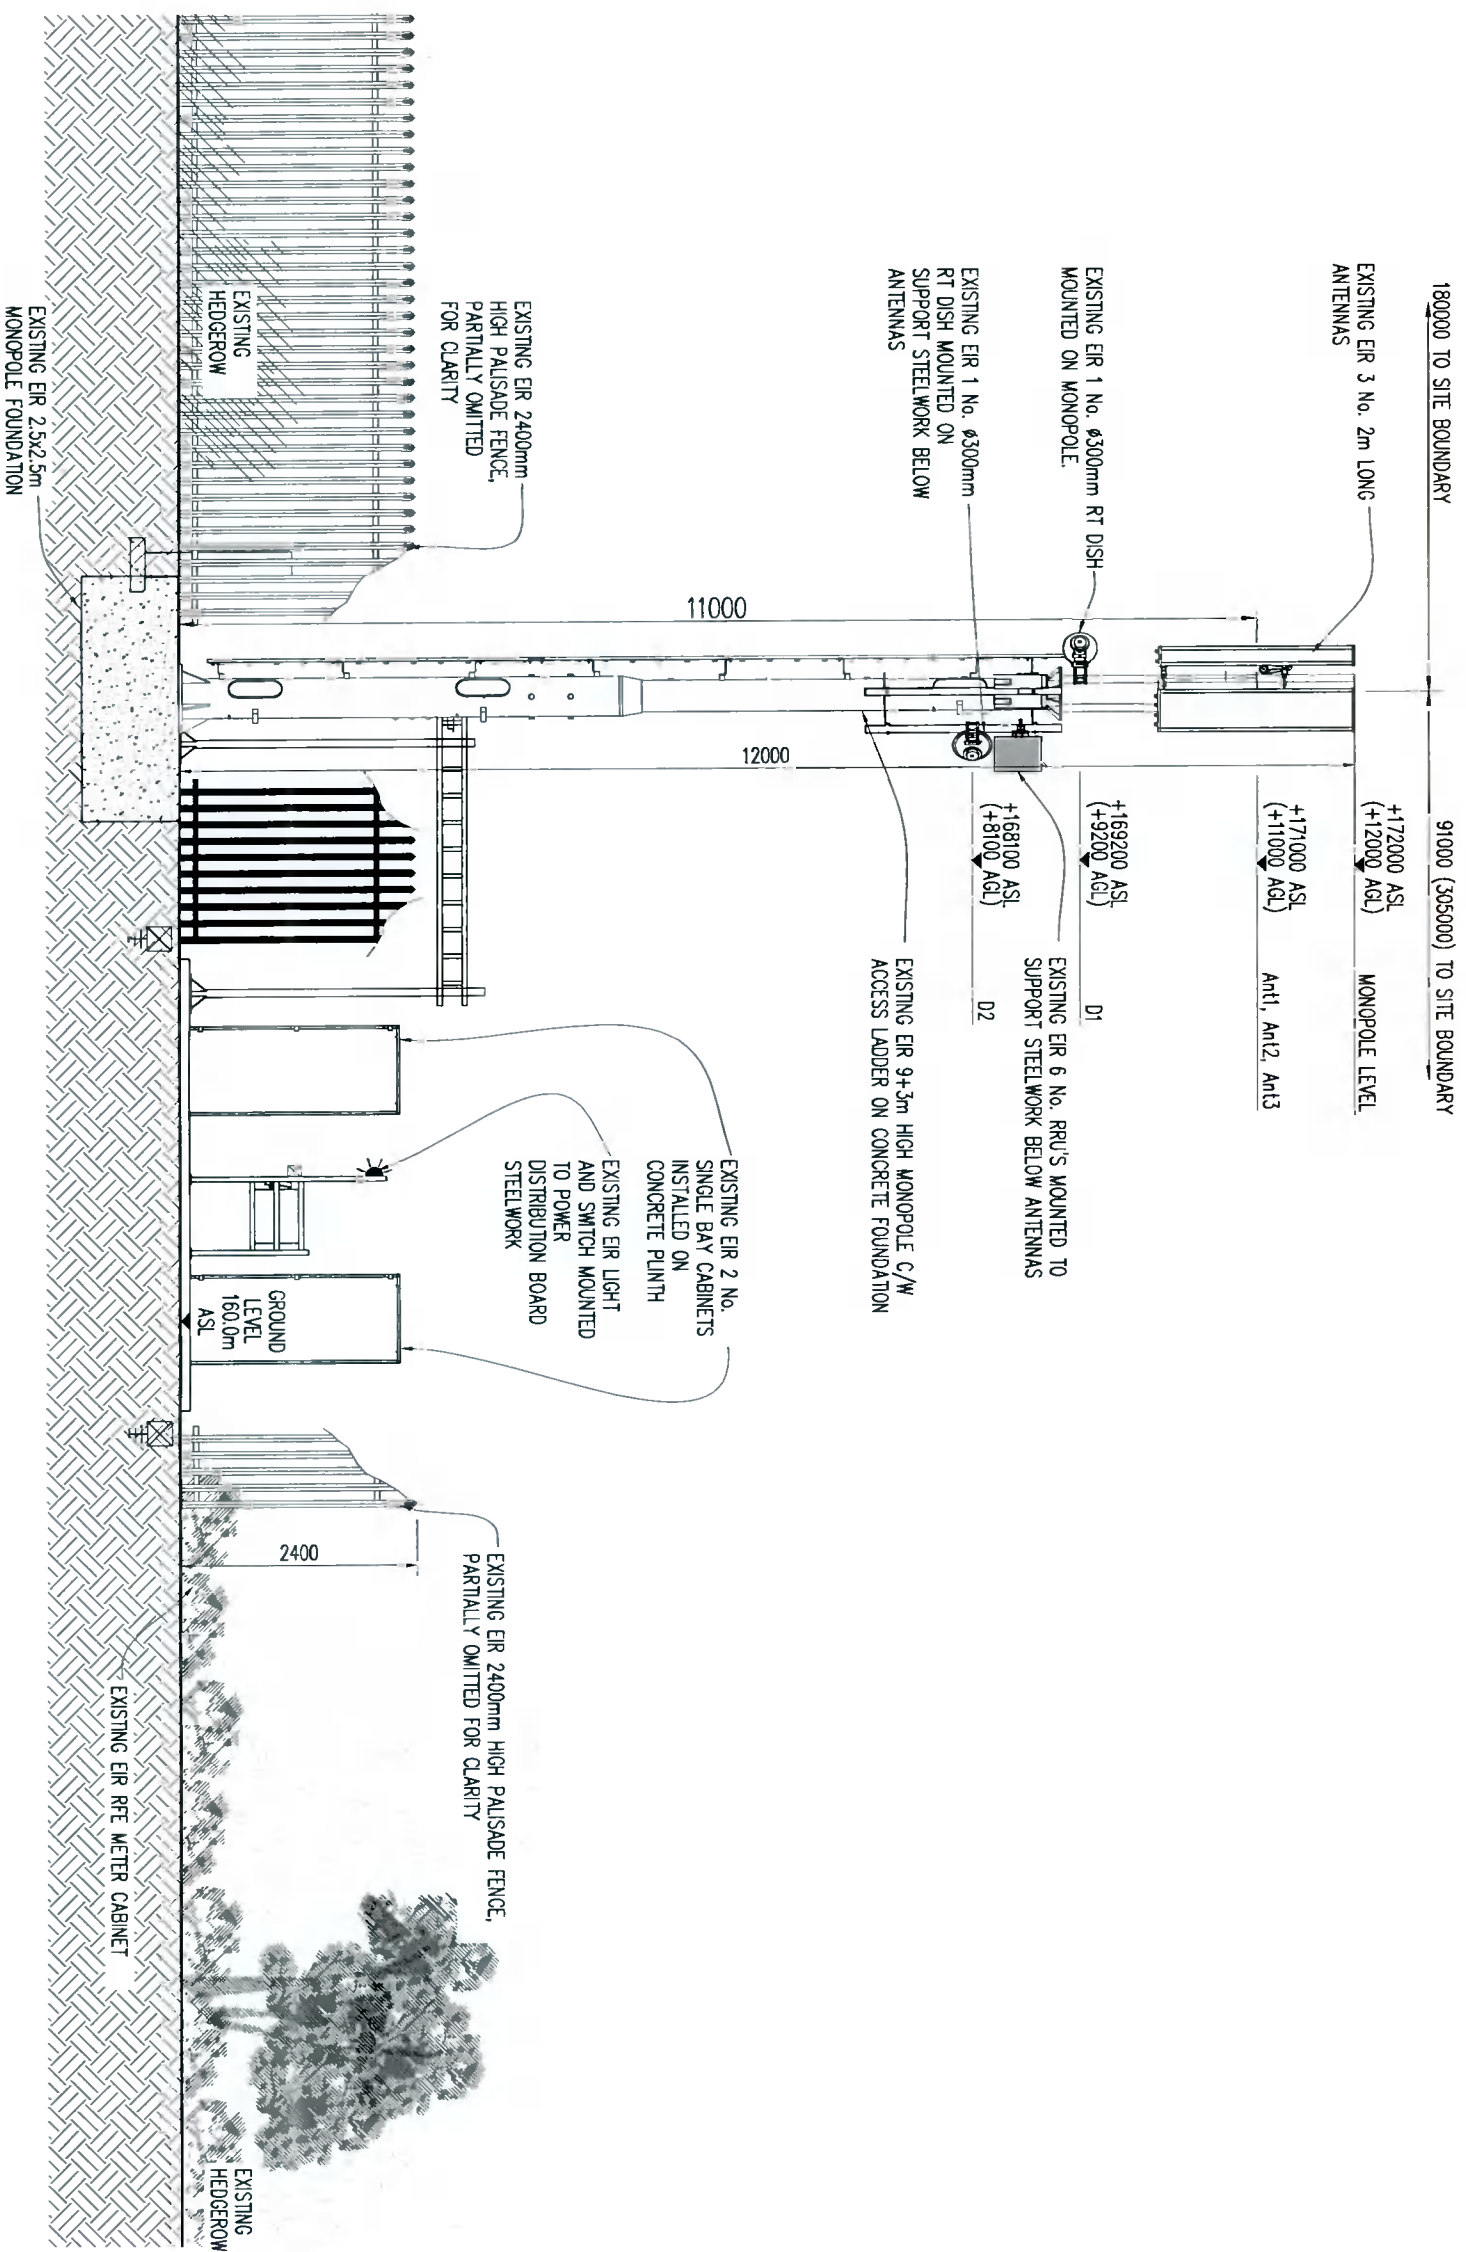 180000 TO SITE BOUNDARY
91000 (305000) TO SITE BOUNDARY
EXISTING EIR 3 No. 2m LONG
ANTENNAS
+172000 ASL
(+12000 AGL)
MONOPOLE LEVEL
+171000 ASL
(+11000 AGL)
Ant1, Ant2, Ant3
EXISTING EIR 1 No. ø300mm RT DISH
MOUNTED ON MONOPOLE.
+169200 ASL
(+9200 AGL)
D1
EXISTING EIR 6 No. RRU'S MOUNTED TO
SUPPORT STEELWORK BELOW ANTENNAS
EXISTING EIR 1 No. ø300mm
RT DISH MOUNTED ON
SUPPORT STEELWORK BELOW
ANTENNAS
+168100 ASL
(+8100 AGL)
D2
EXISTING EIR 9+3m HIGH MONOPOLE C/W
ACCESS LADDER ON CONCRETE FOUNDATION
11000
12000
EXISTING EIR 2 No.
SINGLE BAY CABINETS
INSTALLED ON
CONCRETE PLINTH
EXISTING EIR LIGHT
AND SWITCH MOUNTED
TO POWER
DISTRIBUTION BOARD
STEELWORK
EXISTING EIR 2400mm
HIGH PALISADE FENCE,
PARTIALLY OMITTED
FOR CLARITY
EXISTING EIR 2400mm HIGH PALISADE FENCE,
PARTIALLY OMITTED FOR CLARITY
2400
EXISTING
HEDGEROW
GROUND
LEVEL
160.0m
ASL
EXISTING
HEDGEROW
EXISTING EIR RFE METER CABINET
EXISTING EIR 2.5x2.5m
MONOPOLE FOUNDATION